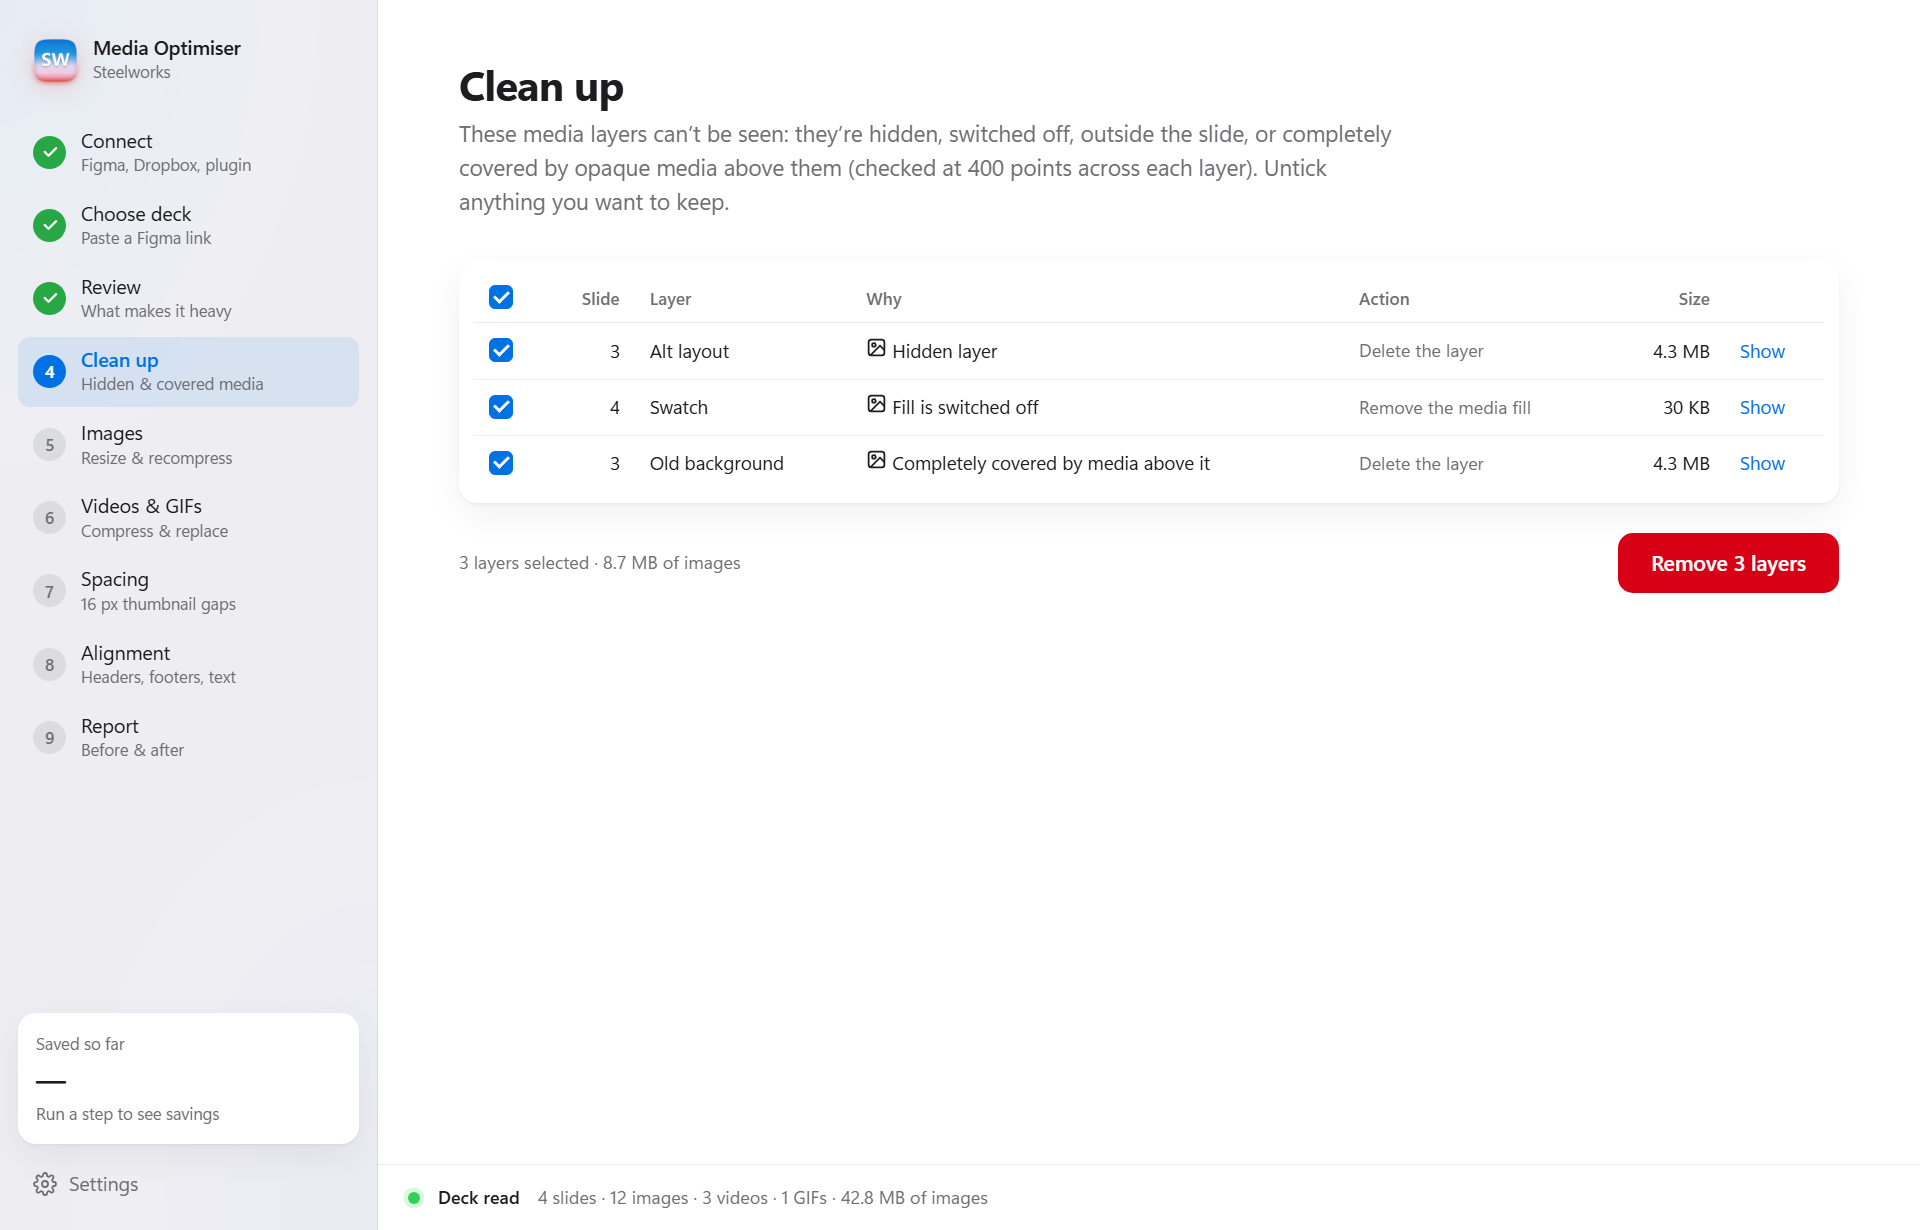 SW
Media Optimiser
Steelworks
Connect
Figma, Dropbox, plugin
Choose deck
Paste a Figma link
Review
What makes it heavy
4
Clean up
Hidden & covered media
5
Images
Resize & recompress
6
Videos & GIFs
Compress & replace
7
Spacing
16 px thumbnail gaps
8
Alignment
Headers, footers, text
9
Report
Before & after
Saved so far
—
Run a step to see savings
Settings
Clean up
These media layers can’t be seen: they’re hidden, switched off, outside the slide, or completely
covered by opaque media above them (checked at 400 points across each layer). Untick
anything you want to keep.
Slide Layer Why Action Size
3 Alt layout Hidden layer Delete the layer 4.3 MB Show
4 Swatch Fill is switched off Remove the media fill 30 KB Show
3 Old background Completely covered by media above it Delete the layer 4.3 MB Show
3 layers selected · 8.7 MB of images
Remove 3 layers
Deck read 4 slides · 12 images · 3 videos · 1 GIFs · 42.8 MB of images